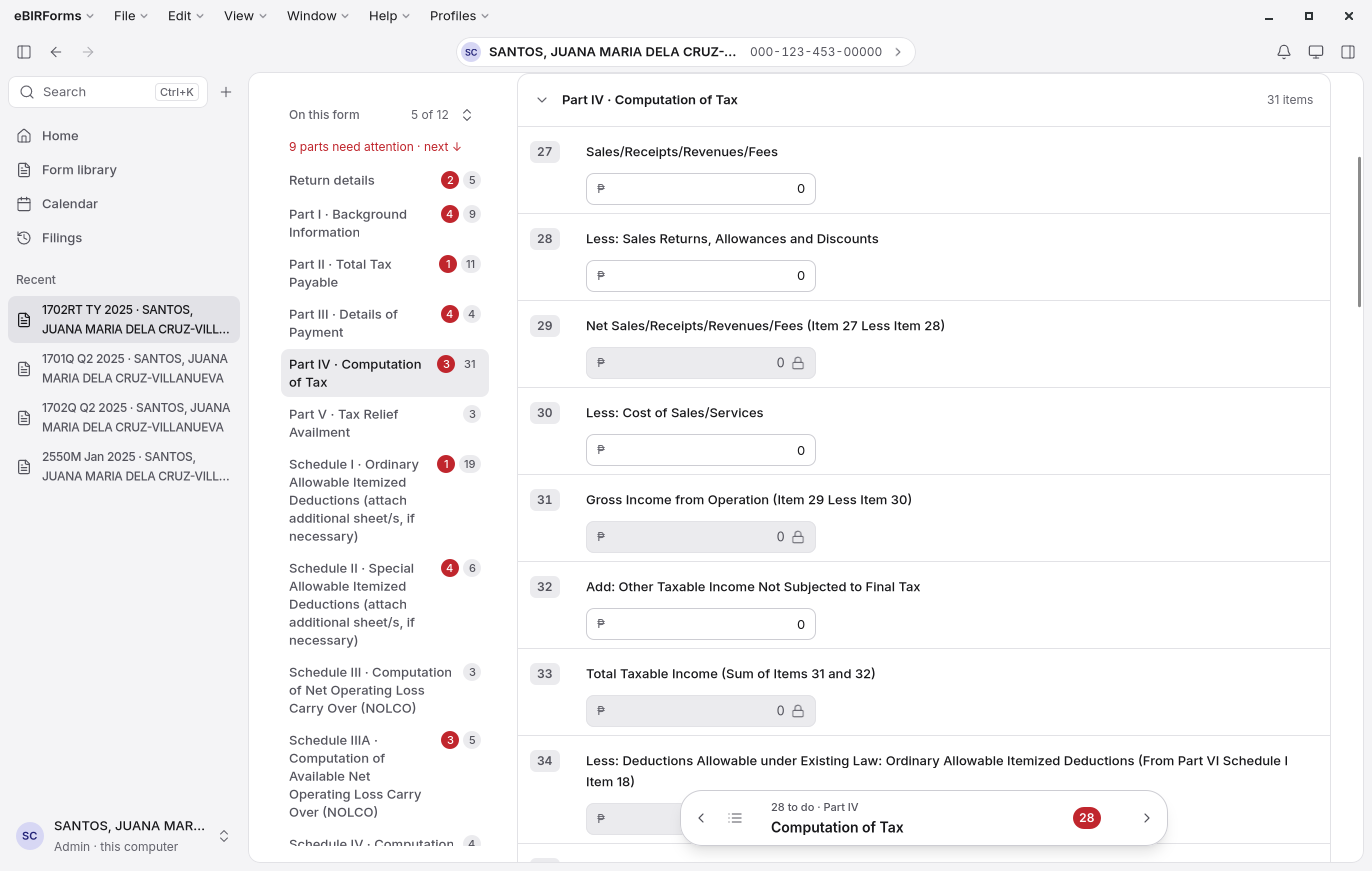 eBIRForms File Edit View Window Help Profiles
SC SANTOS, JUANA MARIA DELA CRUZ-... 000-123-453-00000
Search Ctrl+K
Home
Form library
Calendar
Filings
Recent
1702RT TY 2025 · SANTOS,
JUANA MARIA DELA CRUZ-VILL...
1701Q Q2 2025 · SANTOS, JUANA
MARIA DELA CRUZ-VILLANUEVA
1702Q Q2 2025 · SANTOS, JUANA
MARIA DELA CRUZ-VILLANUEVA
2550M Jan 2025 · SANTOS,
JUANA MARIA DELA CRUZ-VILL...
SC SANTOS, JUANA MAR...
Admin · this computer
On this form 5 of 12
9 parts need attention · next ↓
Return details 2 5
Part I · Background 4 9
Information
Part II · Total Tax 1 11
Payable
Part III · Details of 4 4
Payment
Part IV · Computation 3 31
of Tax
Part V · Tax Relief 3
Availment
Schedule I · Ordinary 1 19
Allowable Itemized
Deductions (attach
additional sheet/s, if
necessary)
Schedule II · Special 4 6
Allowable Itemized
Deductions (attach
additional sheet/s, if
necessary)
Schedule III · Computation 3
of Net Operating Loss
Carry Over (NOLCO)
Schedule IIIA · 3 5
Computation of
Available Net
Operating Loss Carry
Over (NOLCO)
Schedule IV · Computation 4
Part IV · Computation of Tax 31 items
27 Sales/Receipts/Revenues/Fees
₱ 0
28 Less: Sales Returns, Allowances and Discounts
₱ 0
29 Net Sales/Receipts/Revenues/Fees (Item 27 Less Item 28)
₱ 0
30 Less: Cost of Sales/Services
₱ 0
31 Gross Income from Operation (Item 29 Less Item 30)
₱ 0
32 Add: Other Taxable Income Not Subjected to Final Tax
₱ 0
33 Total Taxable Income (Sum of Items 31 and 32)
₱ 0
34 Less: Deductions Allowable under Existing Law: Ordinary Allowable Itemized Deductions (From Part VI Schedule I
Item 18)
₱
28 to do · Part IV
Computation of Tax 28